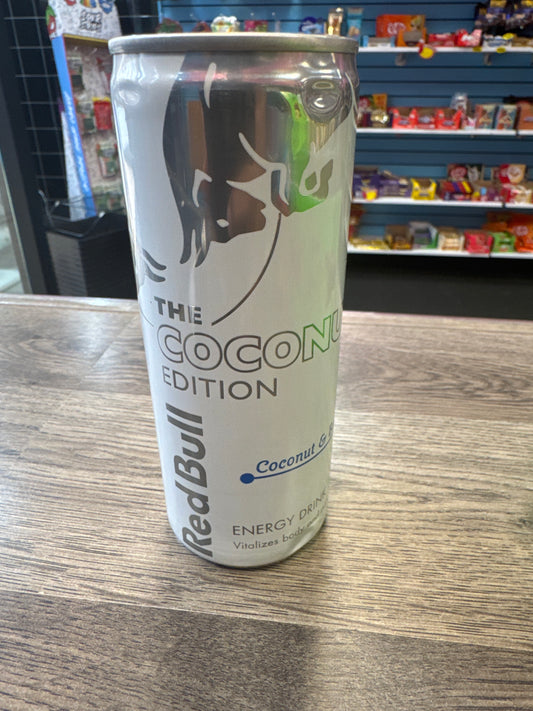 THE
COCONU
EDITION
Red Bull
Coconut &
ENERGY DRINK
Vitalizes body